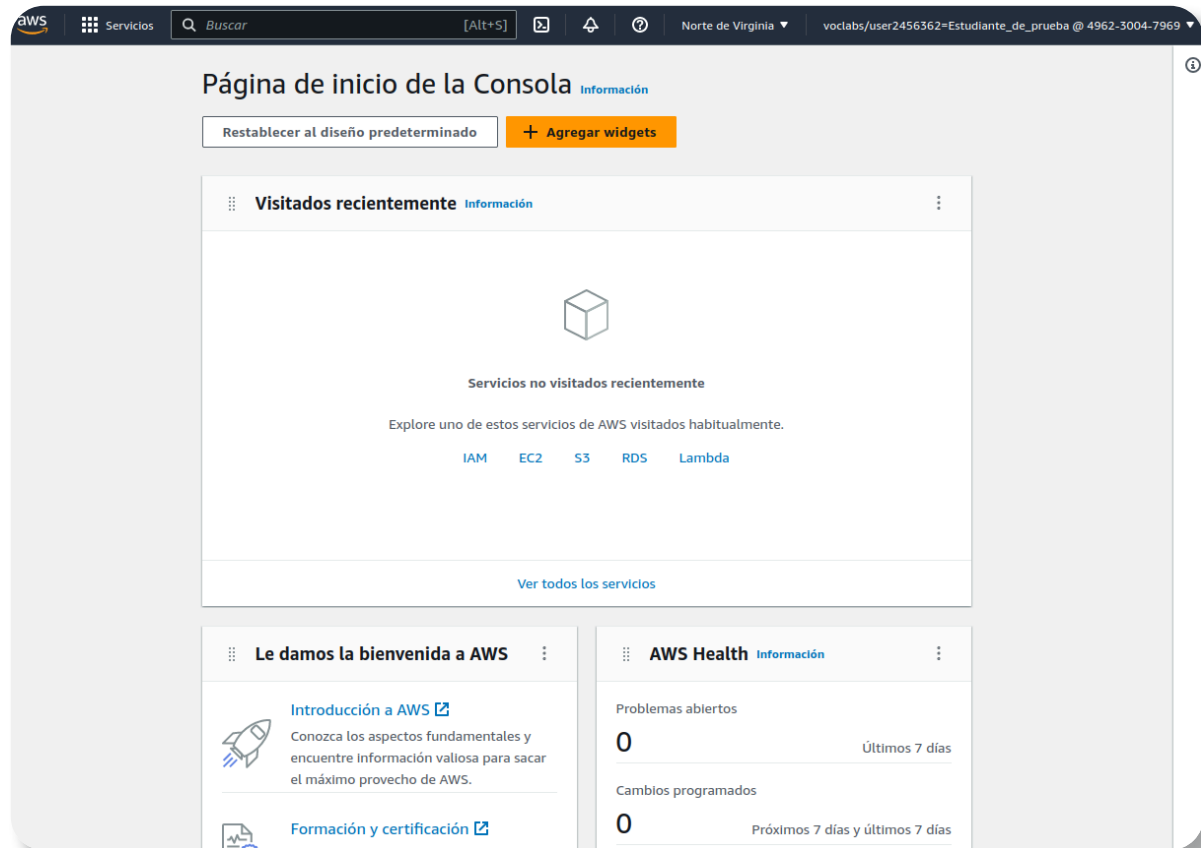 aws Servicios Buscar [Alt+S] Norte de Virginia voclabs/user2456362=Estudiante_de_prueba @ 4962-3004-7969
Página de inicio de la Consola Información
Restablecer al diseño predeterminado + Agregar widgets
Visitados recientemente Información
Servicios no visitados recientemente
Explore uno de estos servicios de AWS visitados habitualmente.
IAM EC2 S3 RDS Lambda
Ver todos los servicios
Le damos la bienvenida a AWS
Introducción a AWS
Conozca los aspectos fundamentales y
encuentre información valiosa para sacar
el máximo provecho de AWS.
Formación y certificación
AWS Health Información
Problemas abiertos
0 Últimos 7 días
Cambios programados
0 Próximos 7 días y últimos 7 días